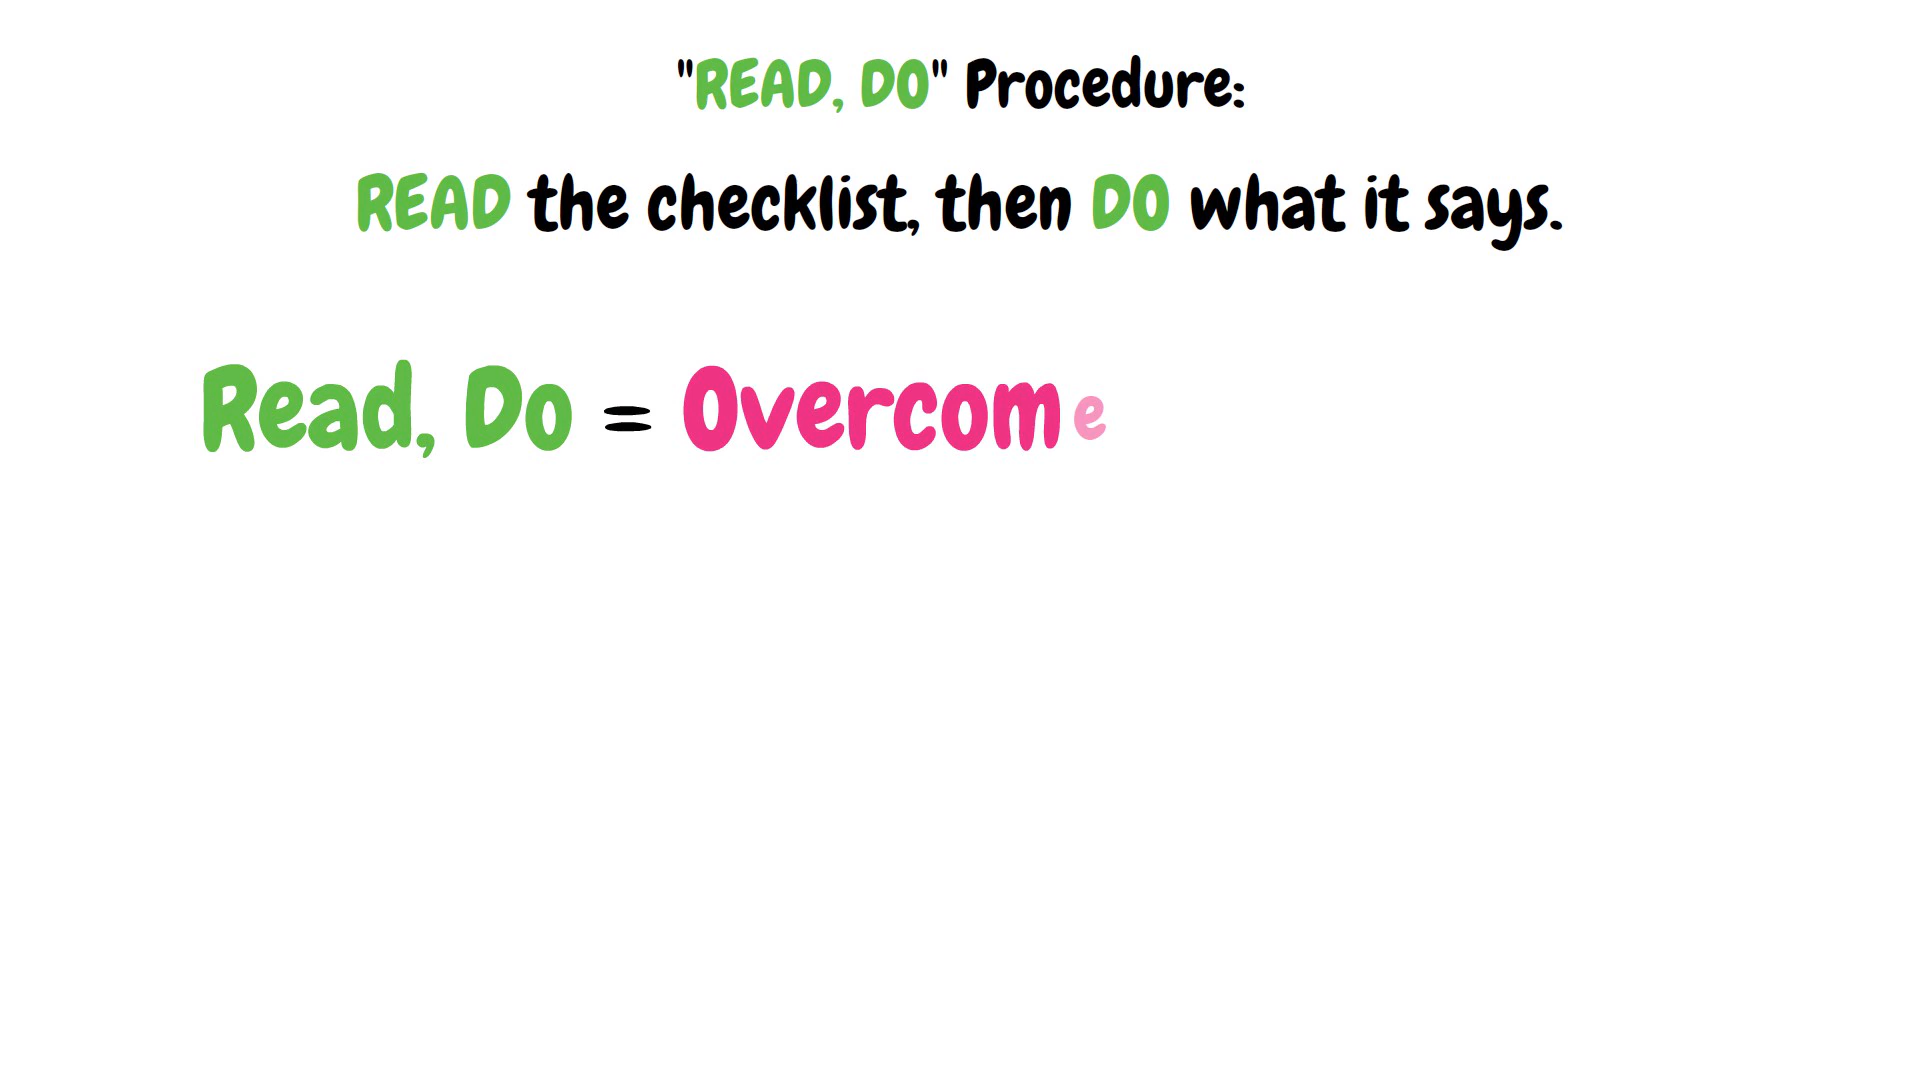 "READ, DO" Procedure:
READ the checklist, then DO what it says.
Read, Do = Overcome